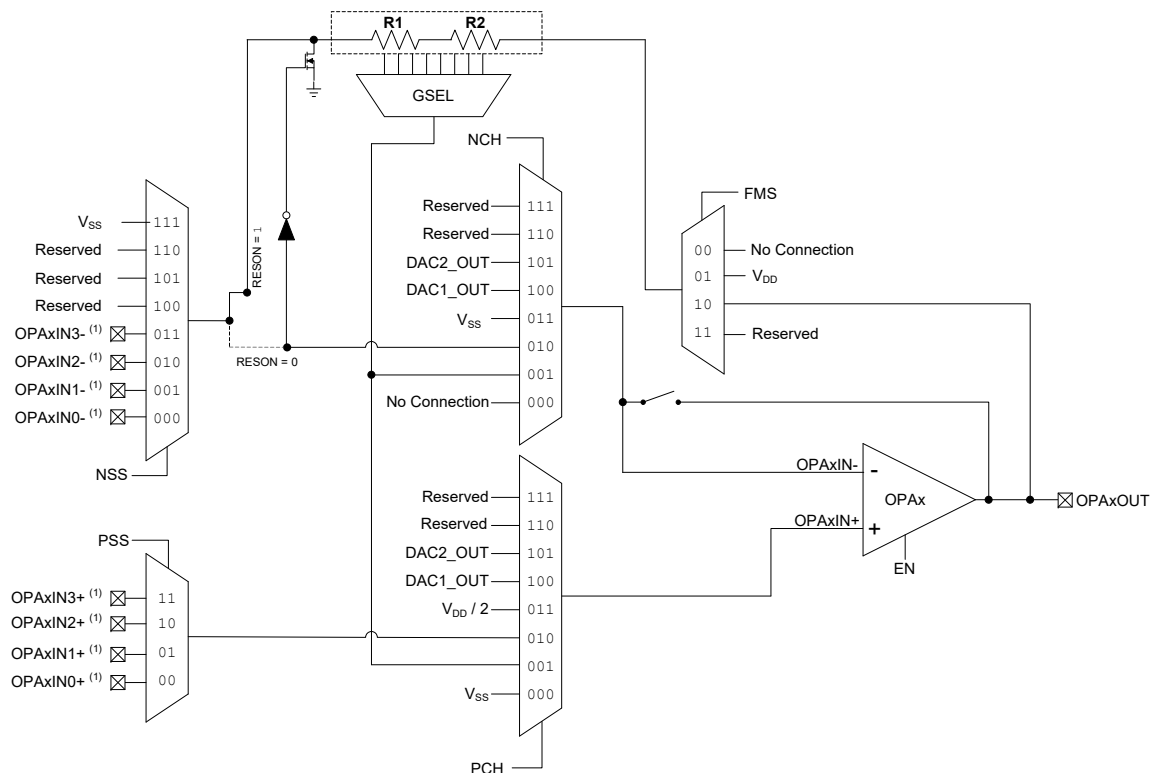 R1
R2
GSEL
NCH
FMS
00
No Connection
01
VDD
10
11
Reserved
VSS
111
Reserved
110
Reserved
101
Reserved
100
OPAxIN3- (1)
011
OPAxIN2- (1)
010
OPAxIN1- (1)
001
OPAxIN0- (1)
000
NSS
RESON = 1
RESON = 0
Reserved
111
Reserved
110
DAC2_OUT
101
DAC1_OUT
100
VSS
011
010
001
No Connection
000
Reserved
111
Reserved
110
DAC2_OUT
101
DAC1_OUT
100
VDD / 2
011
010
001
VSS
000
PCH
PSS
OPAxIN3+ (1)
11
OPAxIN2+ (1)
10
OPAxIN1+ (1)
01
OPAxIN0+ (1)
00
OPAxIN-
-
OPAx
OPAxIN+
+
EN
OPAxOUT